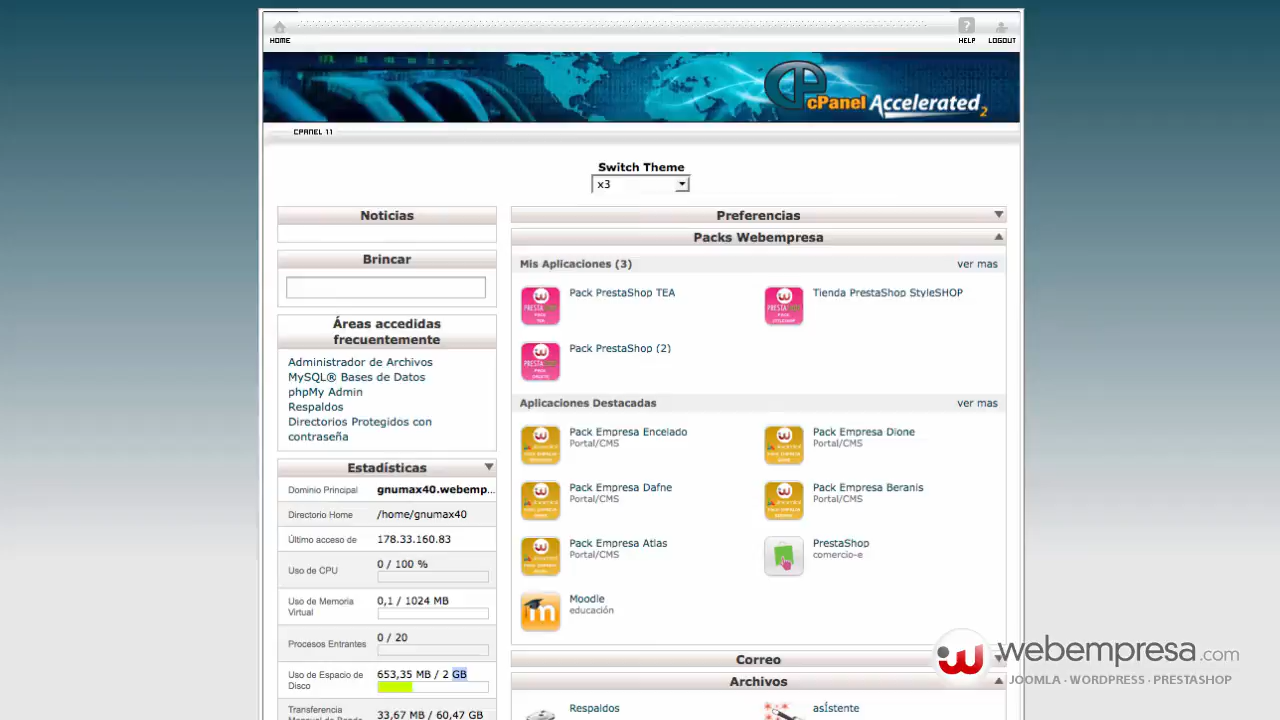 HOME
HELP
LOGOUT
cPanel Accelerated2
CPANEL 11
Switch Theme
x3
Noticias
Brincar
Áreas accedidas
frecuentemente
Administrador de Archivos
MySQL® Bases de Datos
phpMy Admin
Respaldos
Directorios Protegidos con
contraseña
Estadísticas
Dominio Principal gnumax40.webemp...
Directorio Home /home/gnumax40
Último acceso de 178.33.160.83
Uso de CPU 0 / 100 %
Uso de Memoria
Virtual
0,1 / 1024 MB
Procesos Entrantes 0 / 20
Uso de Espacio de
Disco
653,35 MB / 2 GB
Transferencia
33,67 MB / 60,47 GB
Preferencias
Packs Webempresa
Mis Aplicaciones (3) ver mas
Pack PrestaShop TEA
Tienda PrestaShop StyleSHOP
Pack PrestaShop (2)
Aplicaciones Destacadas ver mas
Pack Empresa Encelado
Portal/CMS
Pack Empresa Dione
Portal/CMS
Pack Empresa Dafne
Portal/CMS
Pack Empresa Beranis
Portal/CMS
Pack Empresa Atlas
Portal/CMS
PrestaShop
comercio-e
Moodle
educación
Correo
Archivos
Respaldos
asÍstente
webempresa.com
JOOMLA · WORDPRESS · PRESTASHOP